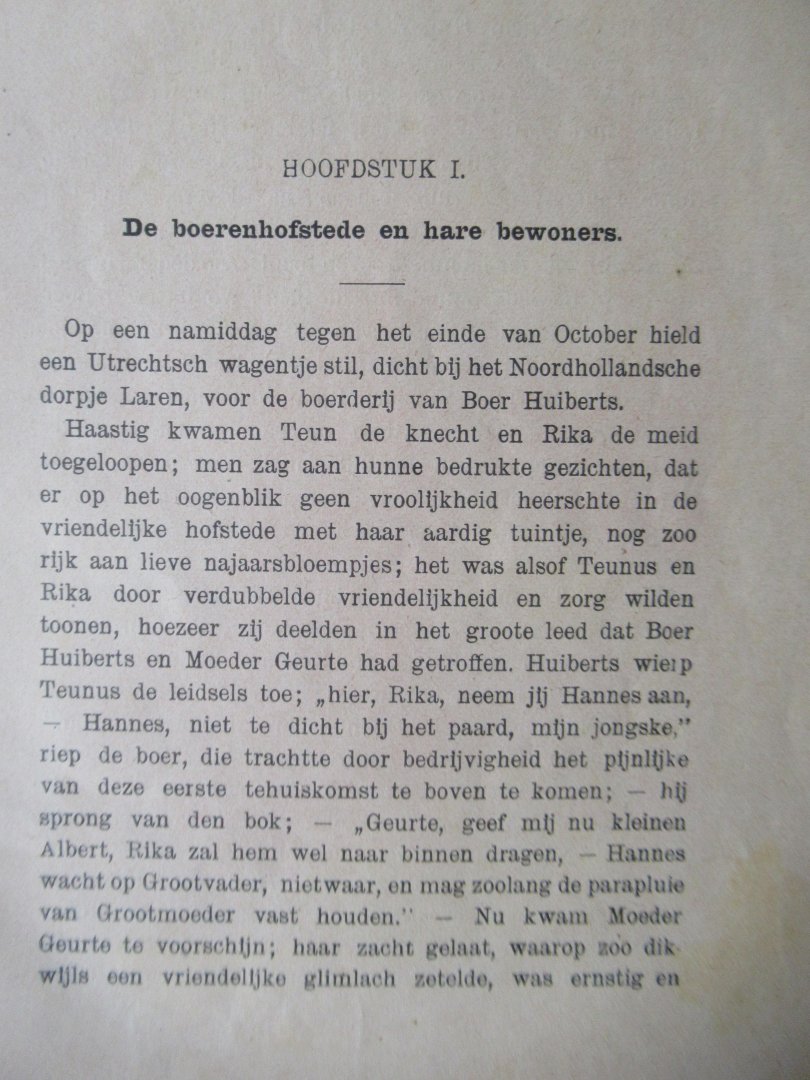 HOOFDSTUK I.
De boerenhofstede en hare bewoners.
Op een namiddag tegen het einde van October hield
een Utrechtsch wagentje stil, dicht bij het Noordhollandsche
dorpje Laren, voor de boerderij van Boer Huiberts.
Haastig kwamen Teun de knecht en Rika de meid
toegeloopen; men zag aan hunne bedrukte gezichten, dat
er op het oogenblik geen vroolijkheid heerschte in de
vriendelijke hofstede met haar aardig tuintje, nog zoo
rijk aan lieve najaarsbloempjes; het was alsof Teunus en
Rika door verdubbelde vriendelijkheid en zorg wilden
toonen, hoezeer zij deelden in het groote leed dat Boer
Huiberts en Moeder Geurte had getroffen. Huiberts wierp
Teunus de leidsels toe; „hier, Rika, neem jij Hannes aan,
— Hannes, niet te dicht bij het paard, mijn jongske,”
riep de boer, die trachtte door bedrijvigheid het pijnlijke
van deze eerste tehuiskomst te boven te komen; — hij
sprong van den bok; — „Geurte, geef mij nu kleinen
Albert, Rika zal hem wel naar binnen dragen, — Hannes
wacht op Grootvader, nietwaar, en mag zoolang de parapluie
van Grootmoeder vast houden.” — Nu kwam Moeder
Geurte te voorschijn; haar zacht gelaat, waarop zoo dik-
wijls een vriendelijke glimlach zetelde, was ernstig en